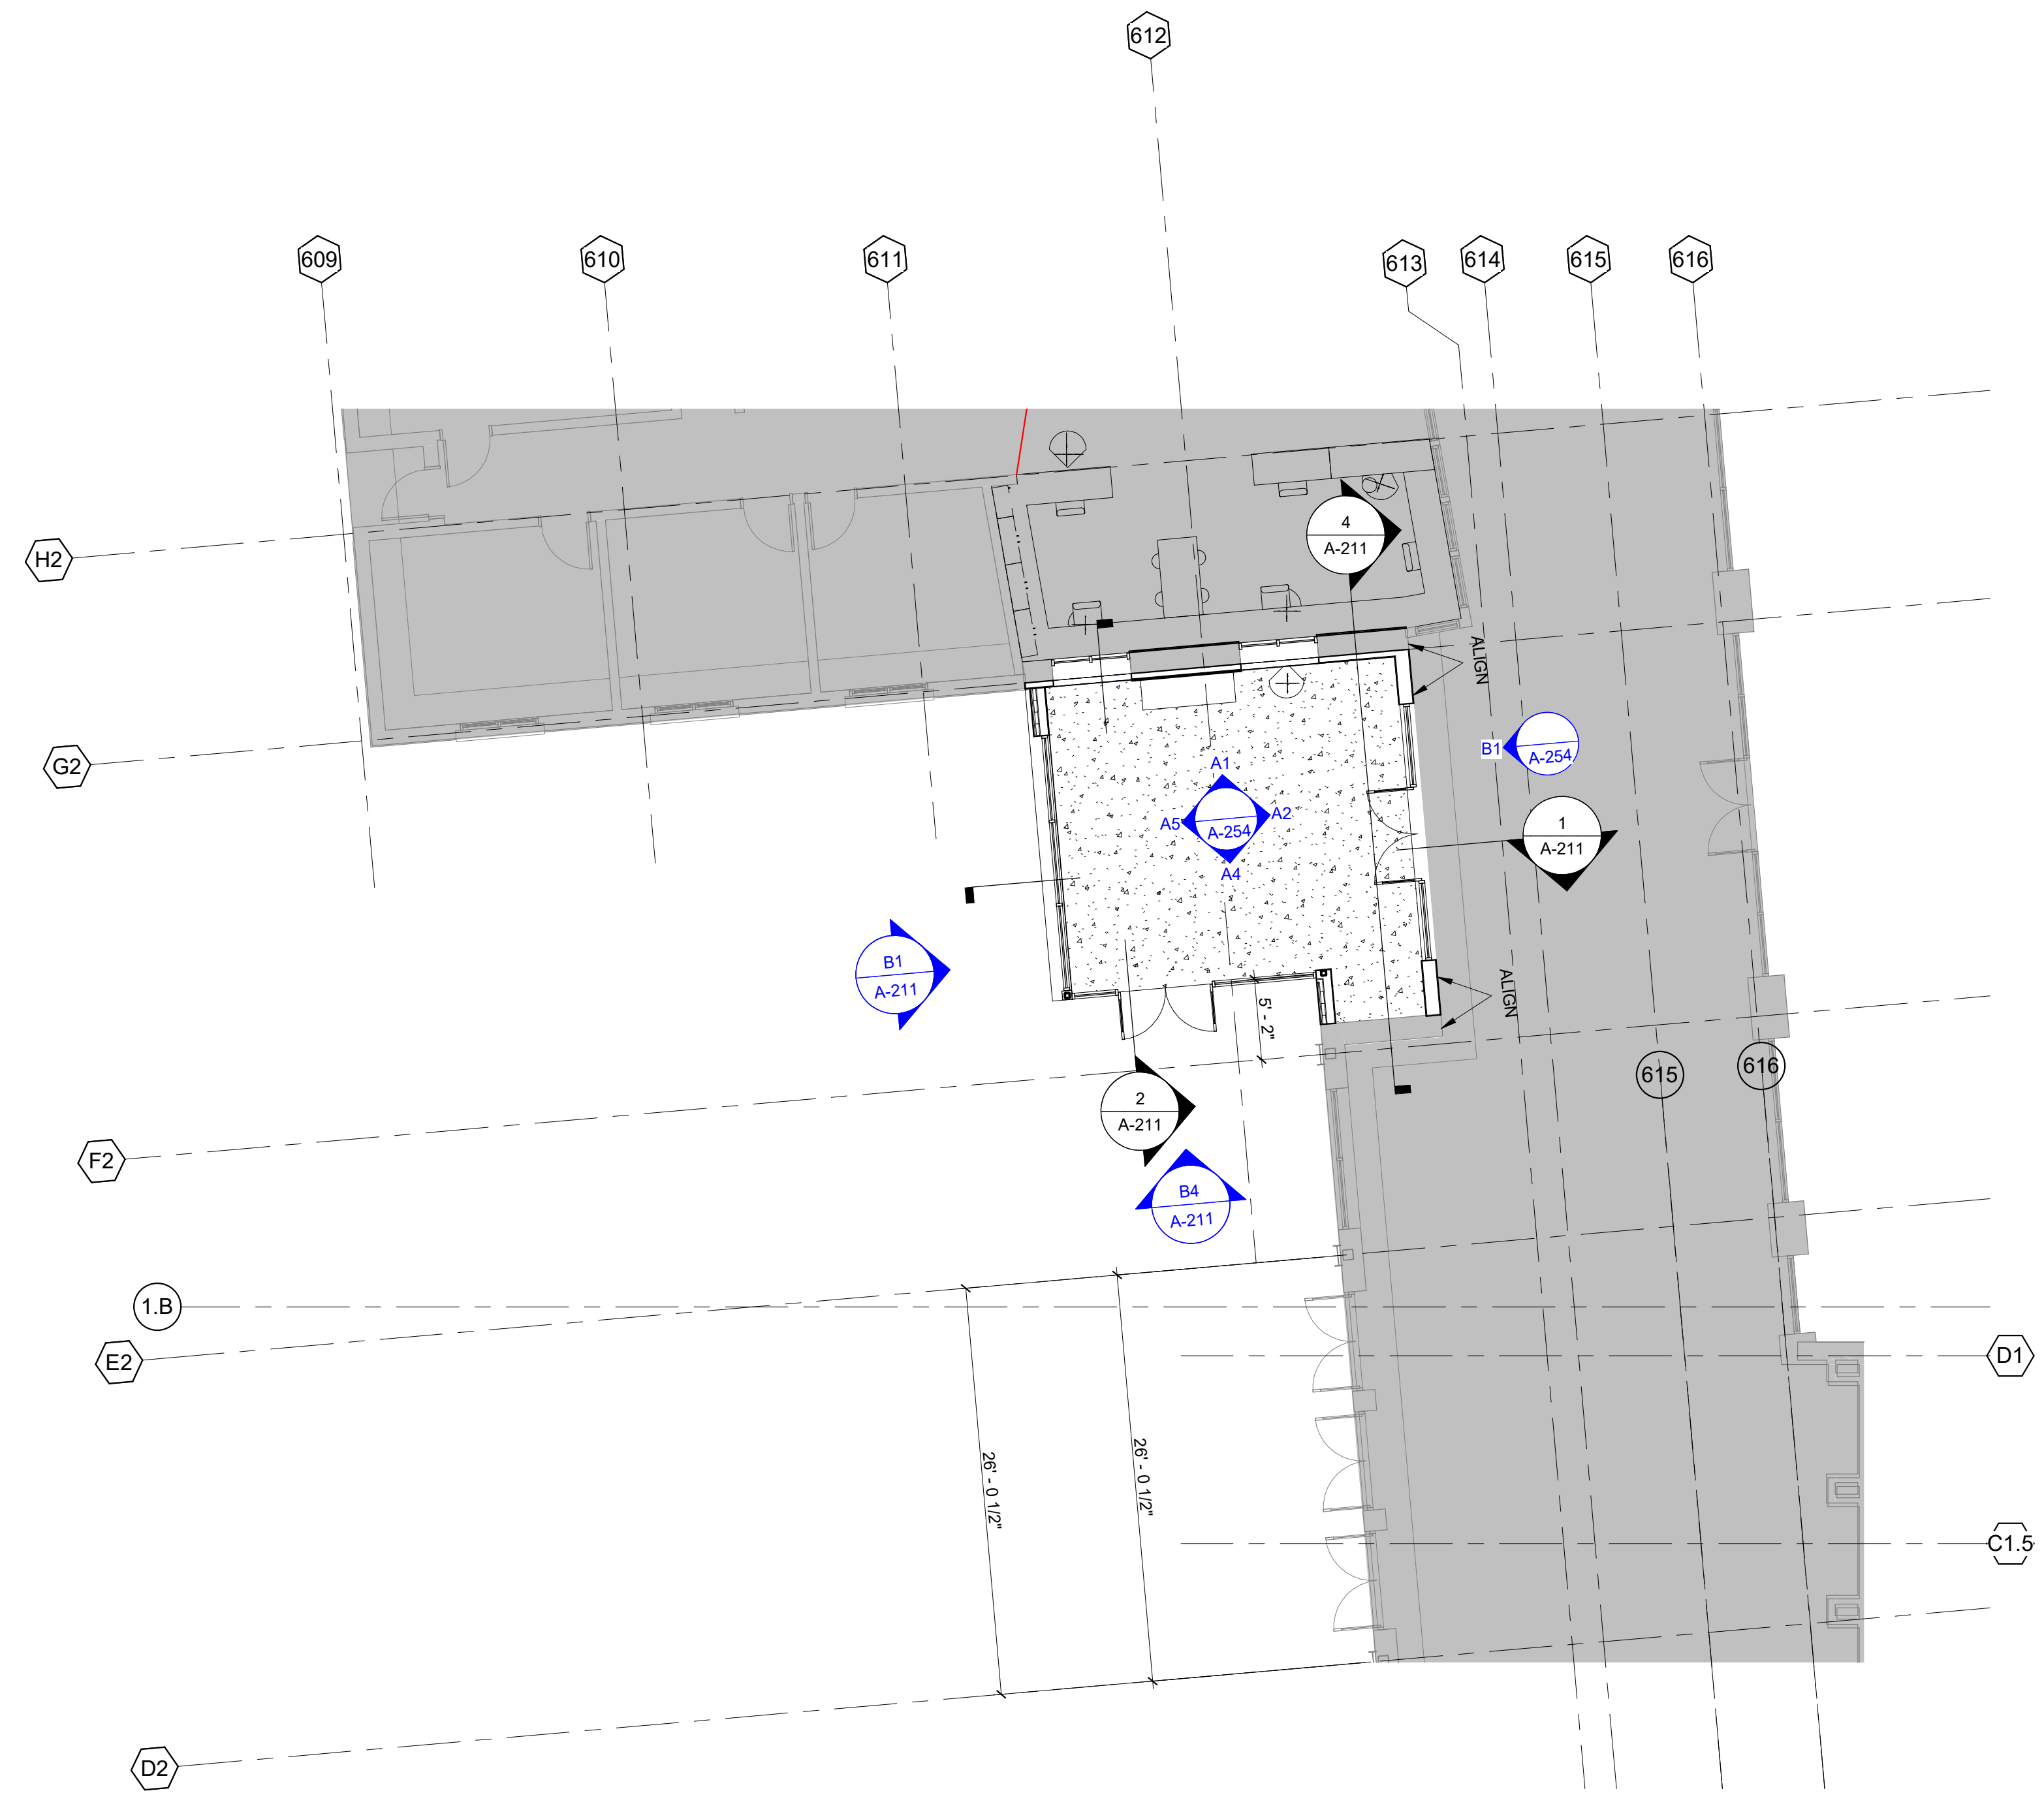 612
609
610
611
613
614
615
616
H2
4
A-211
ALIGN
G2
B1
A-254
A1
A5
A2
A-254
A4
1
A-211
B1
A-211
ALIGN
5' - 2"
615
616
2
A-211
F2
B4
A-211
1.B
E2
D1
26' - 0 1/2"
26' - 0 1/2"
C1.5
D2